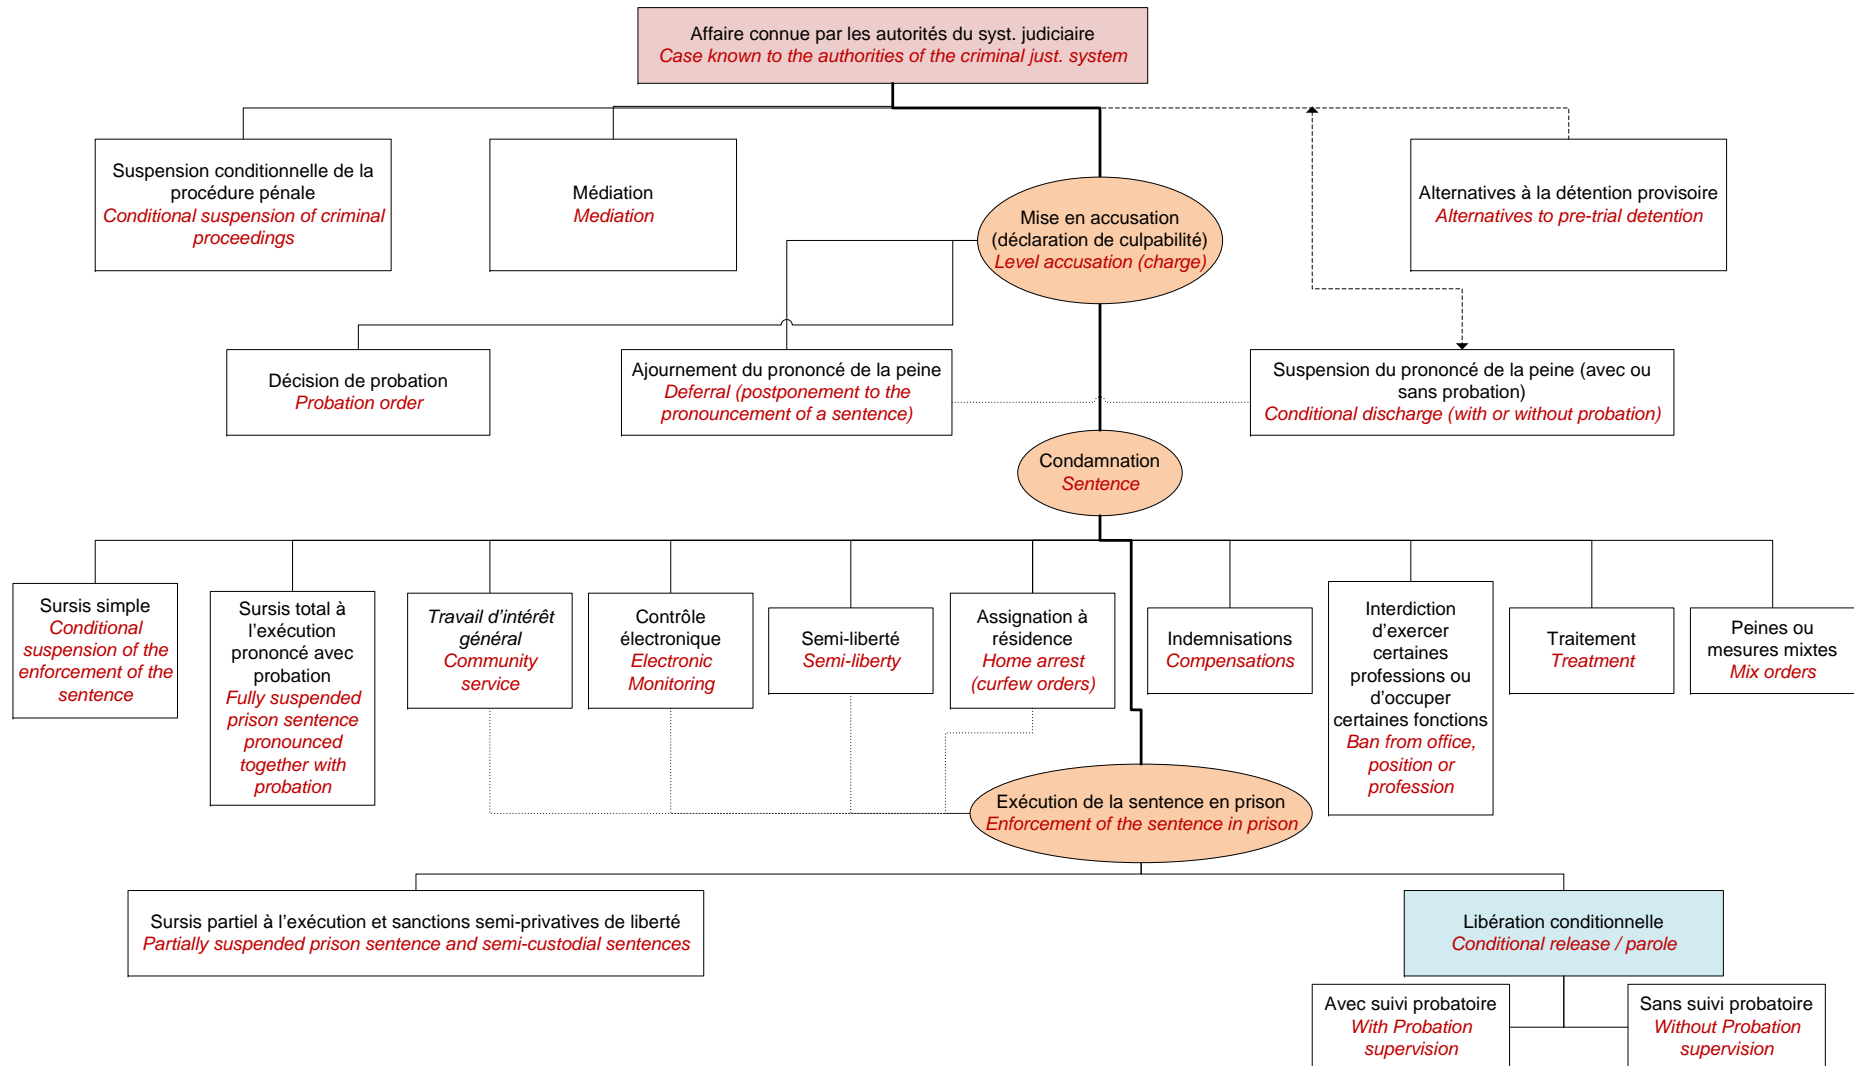 Affaire connue par les autorités du syst. judiciaire
Case known to the authorities of the criminal just. system
Suspension conditionnelle de la
procédure pénale
Conditional suspension of criminal
proceedings
Médiation
Mediation
Mise en accusation
(déclaration de culpabilité)
Level accusation (charge)
Alternatives à la détention provisoire
Alternatives to pre-trial detention
Décision de probation
Probation order
Ajournement du prononcé de la peine
Deferral (postponement to the
pronouncement of a sentence)
Suspension du prononcé de la peine (avec ou
sans probation)
Conditional discharge (with or without probation)
Condamnation
Sentence
Sursis simple
Conditional
suspension of the
enforcement of the
sentence
Sursis total à
l’exécution
prononcé avec
probation
Fully suspended
prison sentence
pronounced
together with
probation
Travail d’intérêt
général
Community
service
Contrôle
électronique
Electronic
Monitoring
Semi-liberté
Semi-liberty
Assignation à
résidence
Home arrest
(curfew orders)
Indemnisations
Compensations
Interdiction
d’exercer
certaines
professions ou
d’occuper
certaines fonctions
Ban from office,
position or
profession
Traitement
Treatment
Peines ou
mesures mixtes
Mix orders
Exécution de la sentence en prison
Enforcement of the sentence in prison
Sursis partiel à l’exécution et sanctions semi-privatives de liberté
Partially suspended prison sentence and semi-custodial sentences
Libération conditionnelle
Conditional release / parole
Avec suivi probatoire
With Probation
supervision
Sans suivi probatoire
Without Probation
supervision